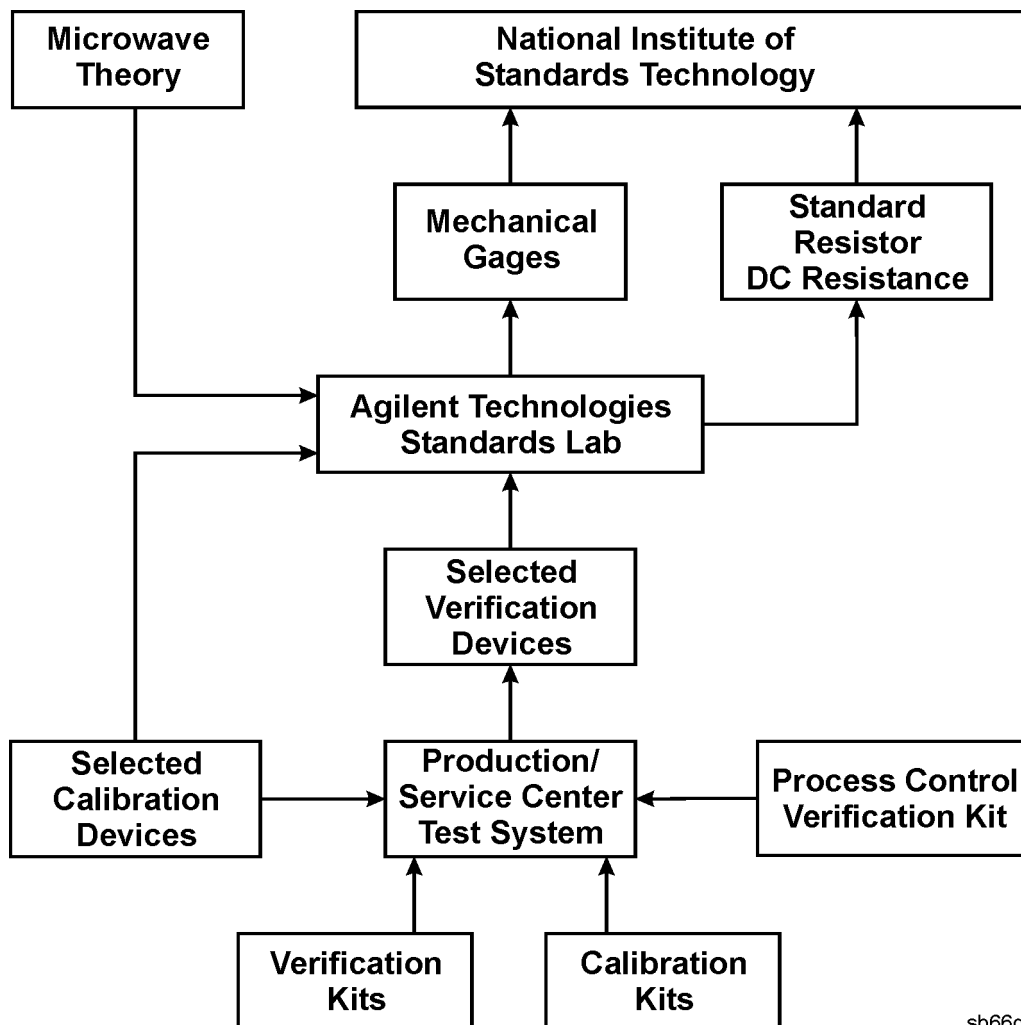 Microwave
Theory
National Institute of
Standards Technology
Mechanical
Gages
Standard
Resistor
DC Resistance
Agilent Technologies
Standards Lab
Selected
Verification
Devices
Selected
Calibration
Devices
Production/
Service Center
Test System
Process Control
Verification Kit
Verification
Kits
Calibration
Kits